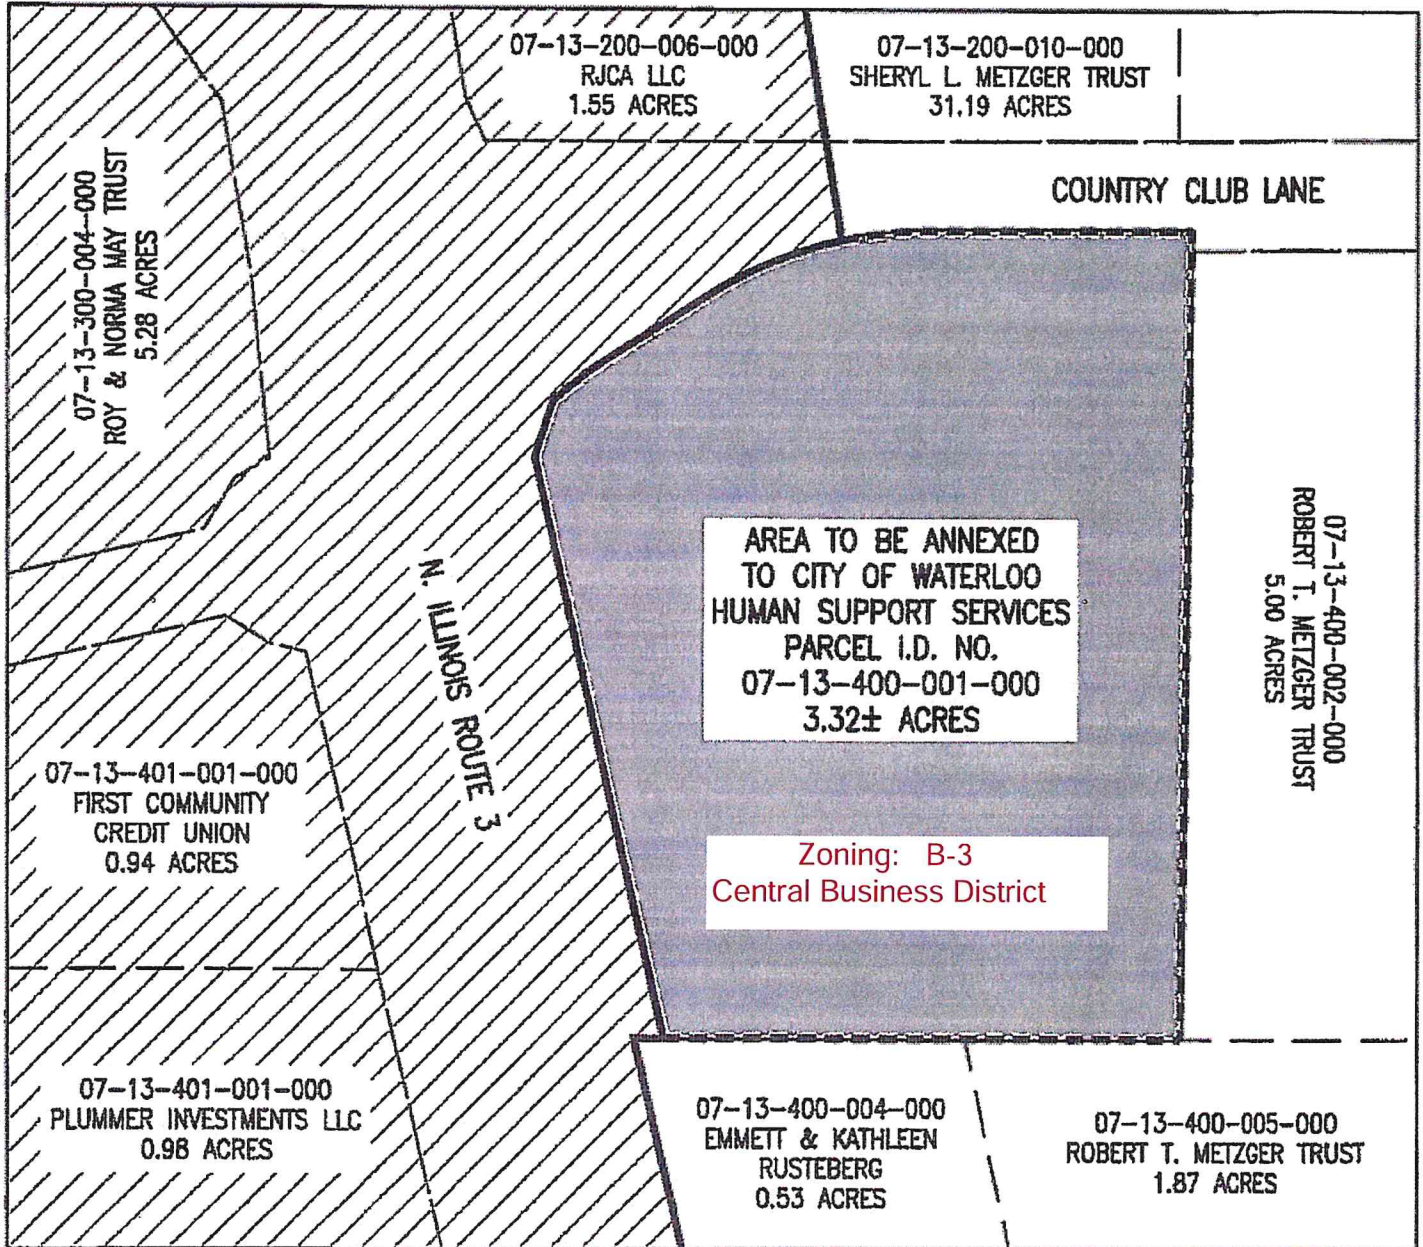 07-13-200-006-000
RJCA LLC
1.55 ACRES
07-13-200-010-000
SHERYL L. METZGER TRUST
31.19 ACRES
COUNTRY CLUB LANE
07-13-300-004-000
ROY & NORMA MAY TRUST
5.28 ACRES
N. ILLINOIS ROUTE 3
AREA TO BE ANNEXED
TO CITY OF WATERLOO
HUMAN SUPPORT SERVICES
PARCEL I.D. NO.
07-13-400-001-000
3.32± ACRES
Zoning: B-3
Central Business District
07-13-400-002-000
ROBERT T. METZGER TRUST
5.00 ACRES
07-13-401-001-000
FIRST COMMUNITY
CREDIT UNION
0.94 ACRES
07-13-401-001-000
PLUMMER INVESTMENTS LLC
0.98 ACRES
07-13-400-004-000
EMMETT & KATHLEEN
RUSTEBERG
0.53 ACRES
07-13-400-005-000
ROBERT T. METZGER TRUST
1.87 ACRES